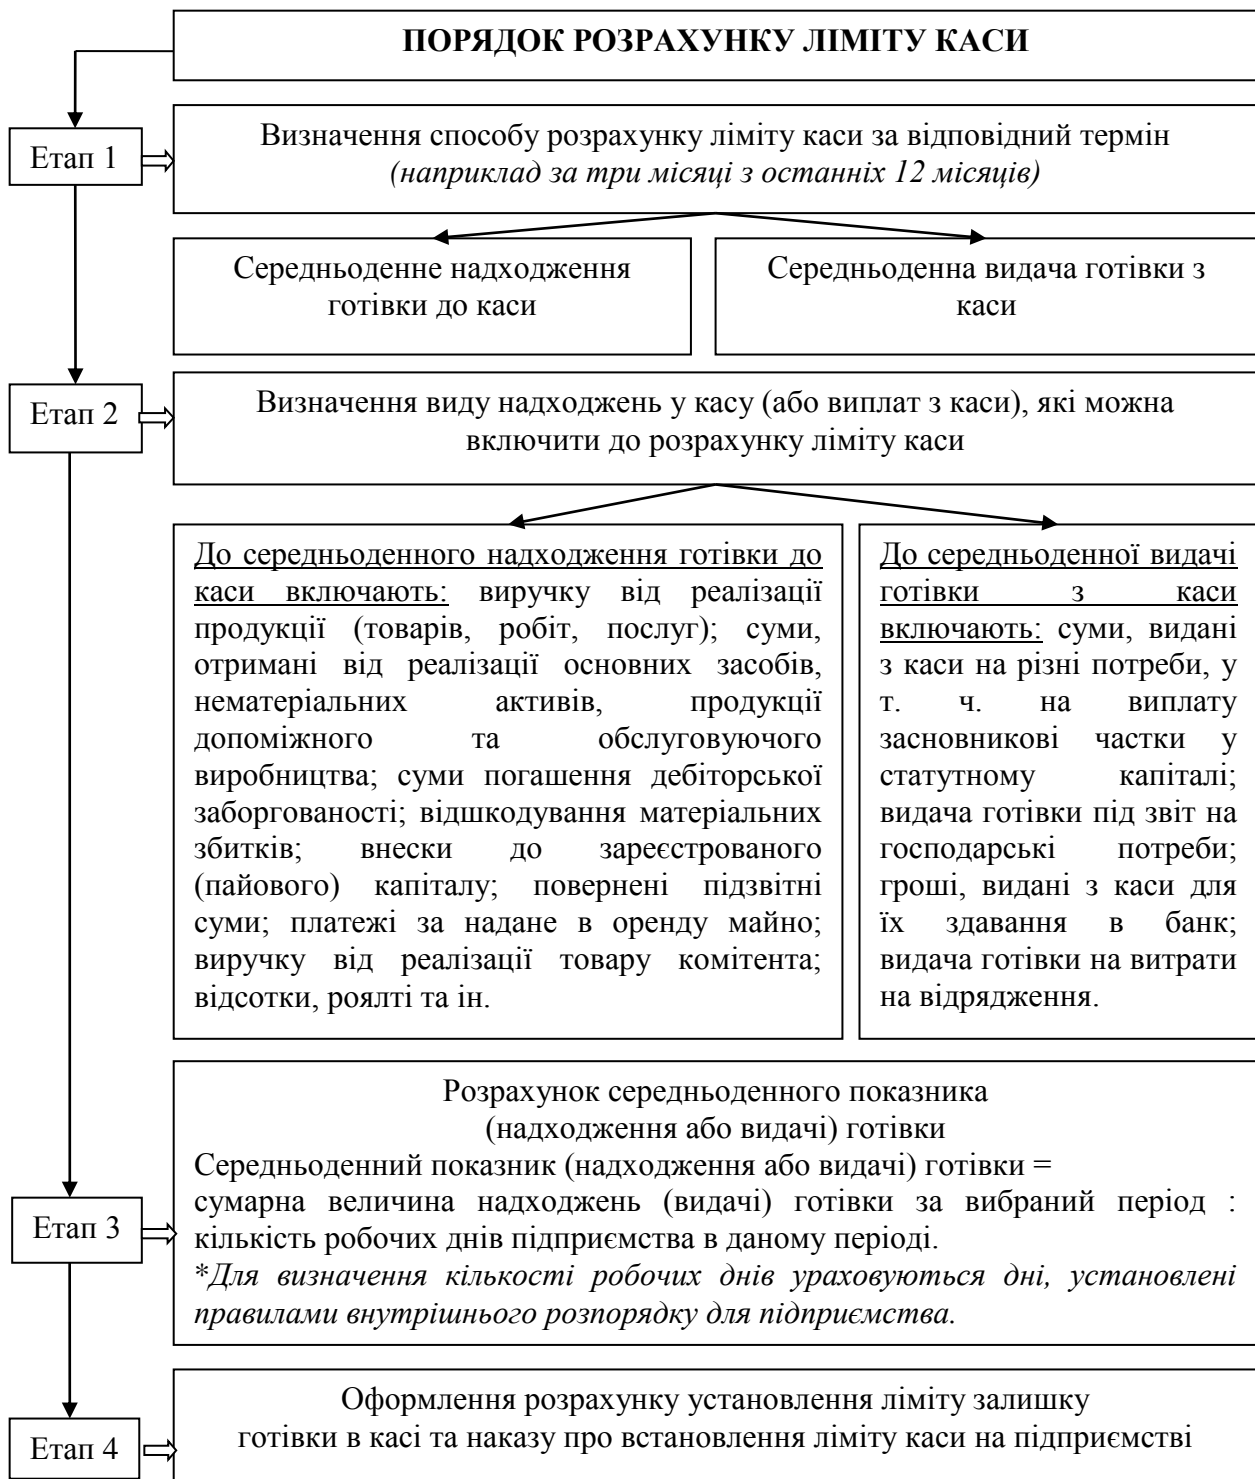 ПОРЯДОК РОЗРАХУНКУ ЛІМІТУ КАСИ
Етап 1
Визначення способу розрахунку ліміту каси за відповідний термін
(наприклад за три місяці з останніх 12 місяців)
Середньоденне надходження
готівки до каси
Середньоденна видача готівки з
каси
Етап 2
Визначення виду надходжень у касу (або виплат з каси), які можна
включити до розрахунку ліміту каси
До середньоденного надходження готівки до
каси включають: виручку від реалізації
продукції (товарів, робіт, послуг); суми,
отримані від реалізації основних засобів,
нематеріальних активів, продукції
допоміжного та обслуговуючого
виробництва; суми погашення дебіторської
заборгованості; відшкодування матеріальних
збитків; внески до зареєстрованого
(пайового) капіталу; повернені підзвітні
суми; платежі за надане в оренду майно;
виручку від реалізації товару комітента;
відсотки, роялті та ін.
До середньоденної видачі
готівки з каси
включають: суми, видані
з каси на різні потреби, у
т. ч. на виплату
засновникові частки у
статутному капіталі;
видача готівки під звіт на
господарські потреби;
гроші, видані з каси для
їх здавання в банк;
видача готівки на витрати
на відрядження.
Етап 3
Розрахунок середньоденного показника
(надходження або видачі) готівки
Середньоденний показник (надходження або видачі) готівки =
сумарна величина надходжень (видачі) готівки за вибраний період :
кількість робочих днів підприємства в даному періоді.
*Для визначення кількості робочих днів ураховуються дні, установлені
правилами внутрішнього розпорядку для підприємства.
Етап 4
Оформлення розрахунку установлення ліміту залишку
готівки в касі та наказу про встановлення ліміту каси на підприємстві